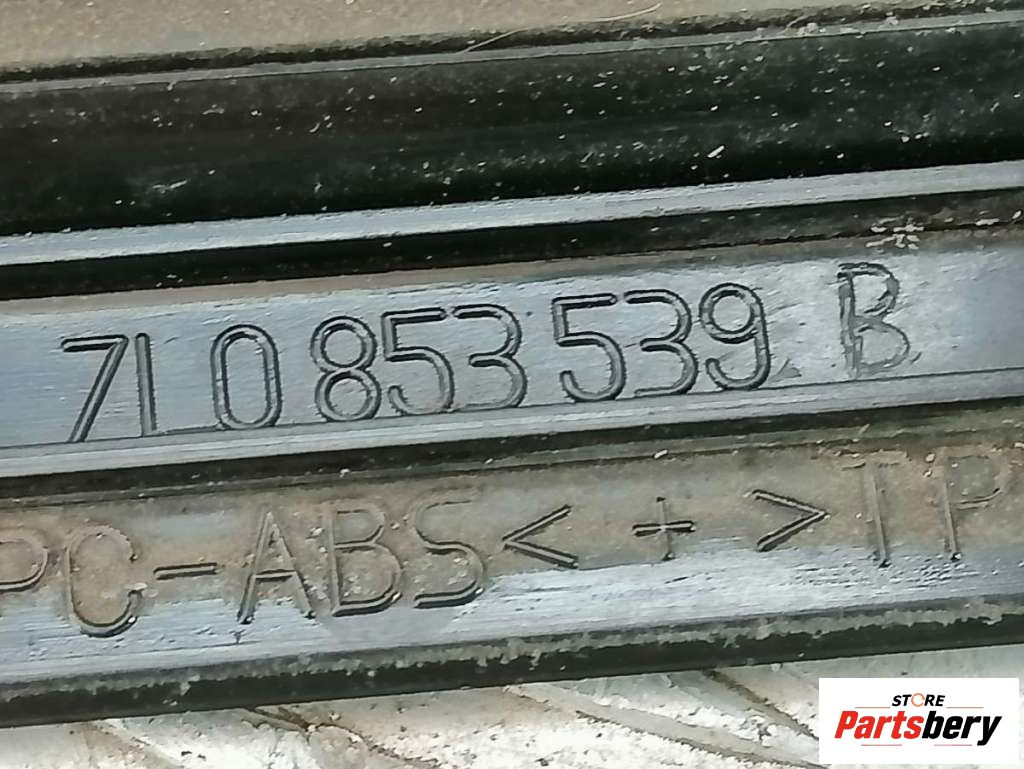 7L0 853 539 B
PC-ABS< + >TP
STORE
Partsbery